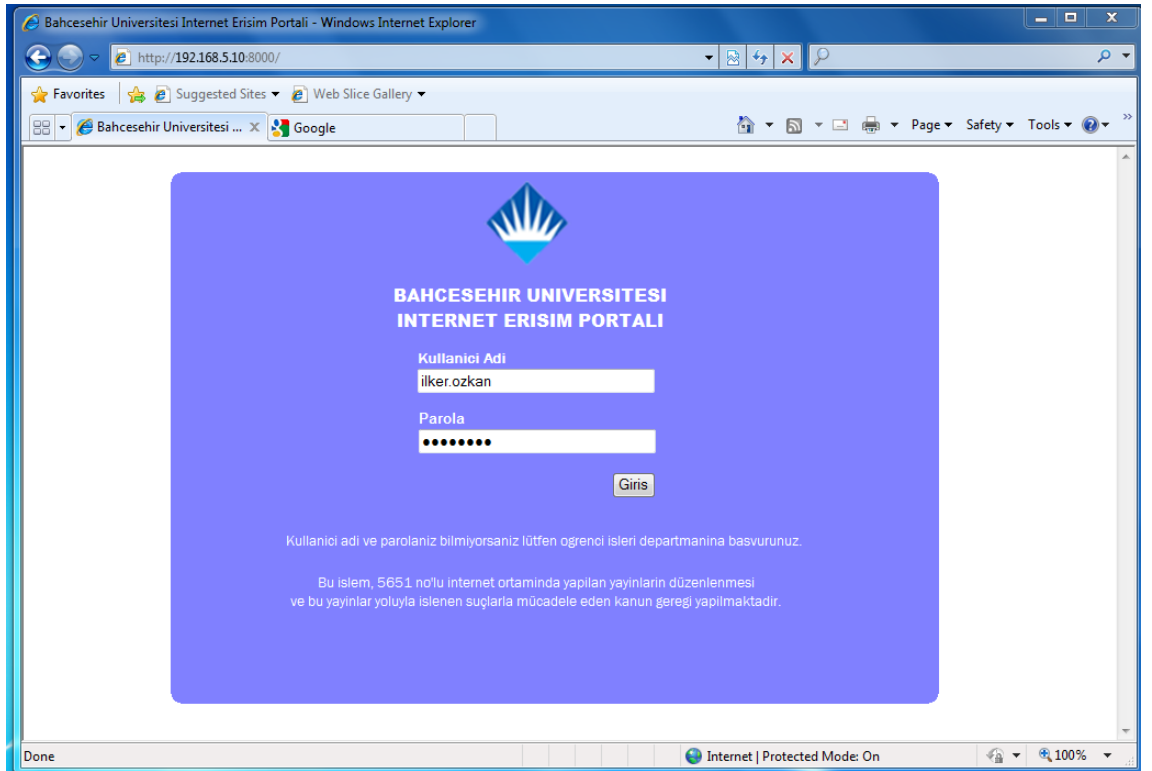 Bahcesehir Universitesi Internet Erisim Portali - Windows Internet Explorer
http://192.168.5.10:8000/
Favorites Suggested Sites Web Slice Gallery
Bahcesehir Universitesi ... X Google Page Safety Tools »
BAHCESEHIR UNIVERSITESI
INTERNET ERISIM PORTALI
Kullanici Adi
ilker.ozkan
Parola
••••••••
Giris
Kullanici adi ve parolaniz bilmiyorsaniz lütfen ogrenci isleri departmanina basvurunuz.
Bu islem, 5651 no'lu internet ortaminda yapilan yayinlarin düzenlenmesi
ve bu yayinlar yoluyla islenen suçlarla mücadele eden kanun geregi yapilmaktadir.
Done Internet | Protected Mode: On 100%